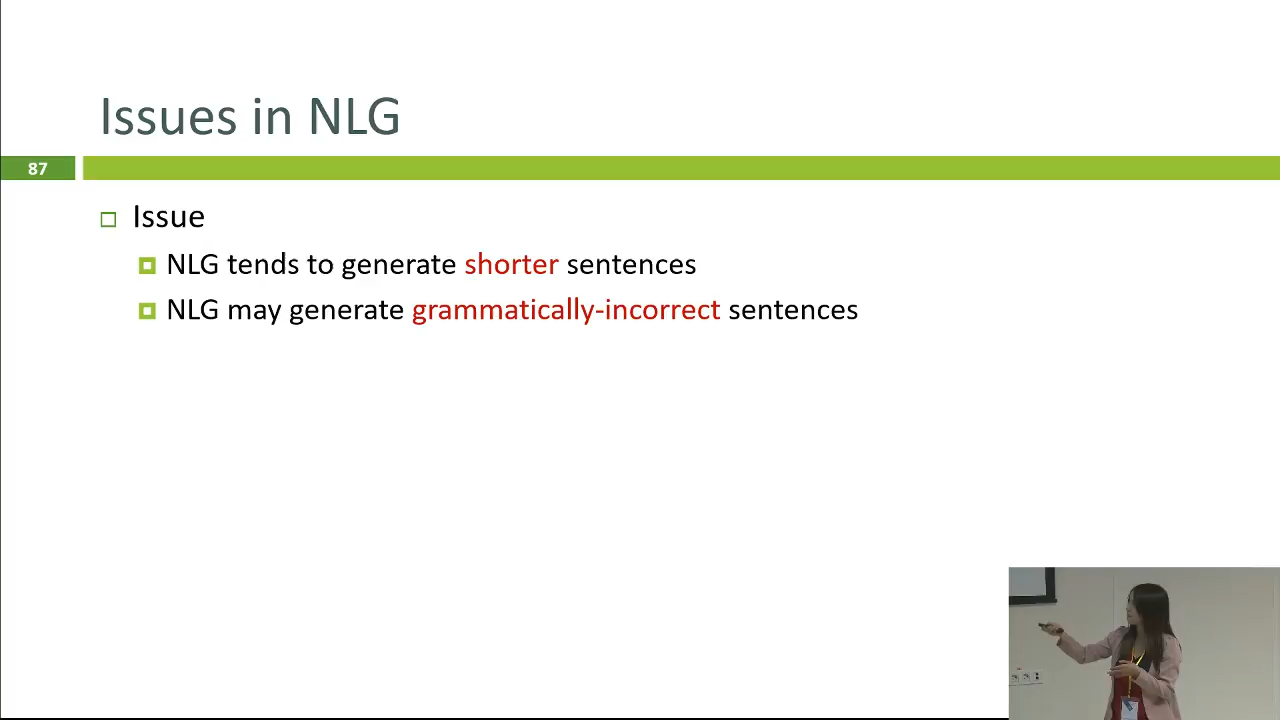 Issues in NLG
87
Issue
NLG tends to generate shorter sentences
NLG may generate grammatically-incorrect sentences